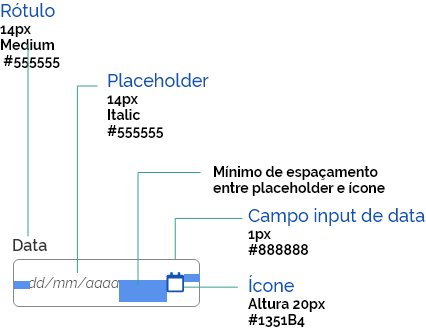 Rótulo
14px
Medium
#555555
Placeholder
14px
Italic
#555555
Mínimo de espaçamento
entre placeholder e ícone
Campo input de data
1px
#888888
Data
dd/mm/aaaa
Ícone
Altura 20px
#1351B4